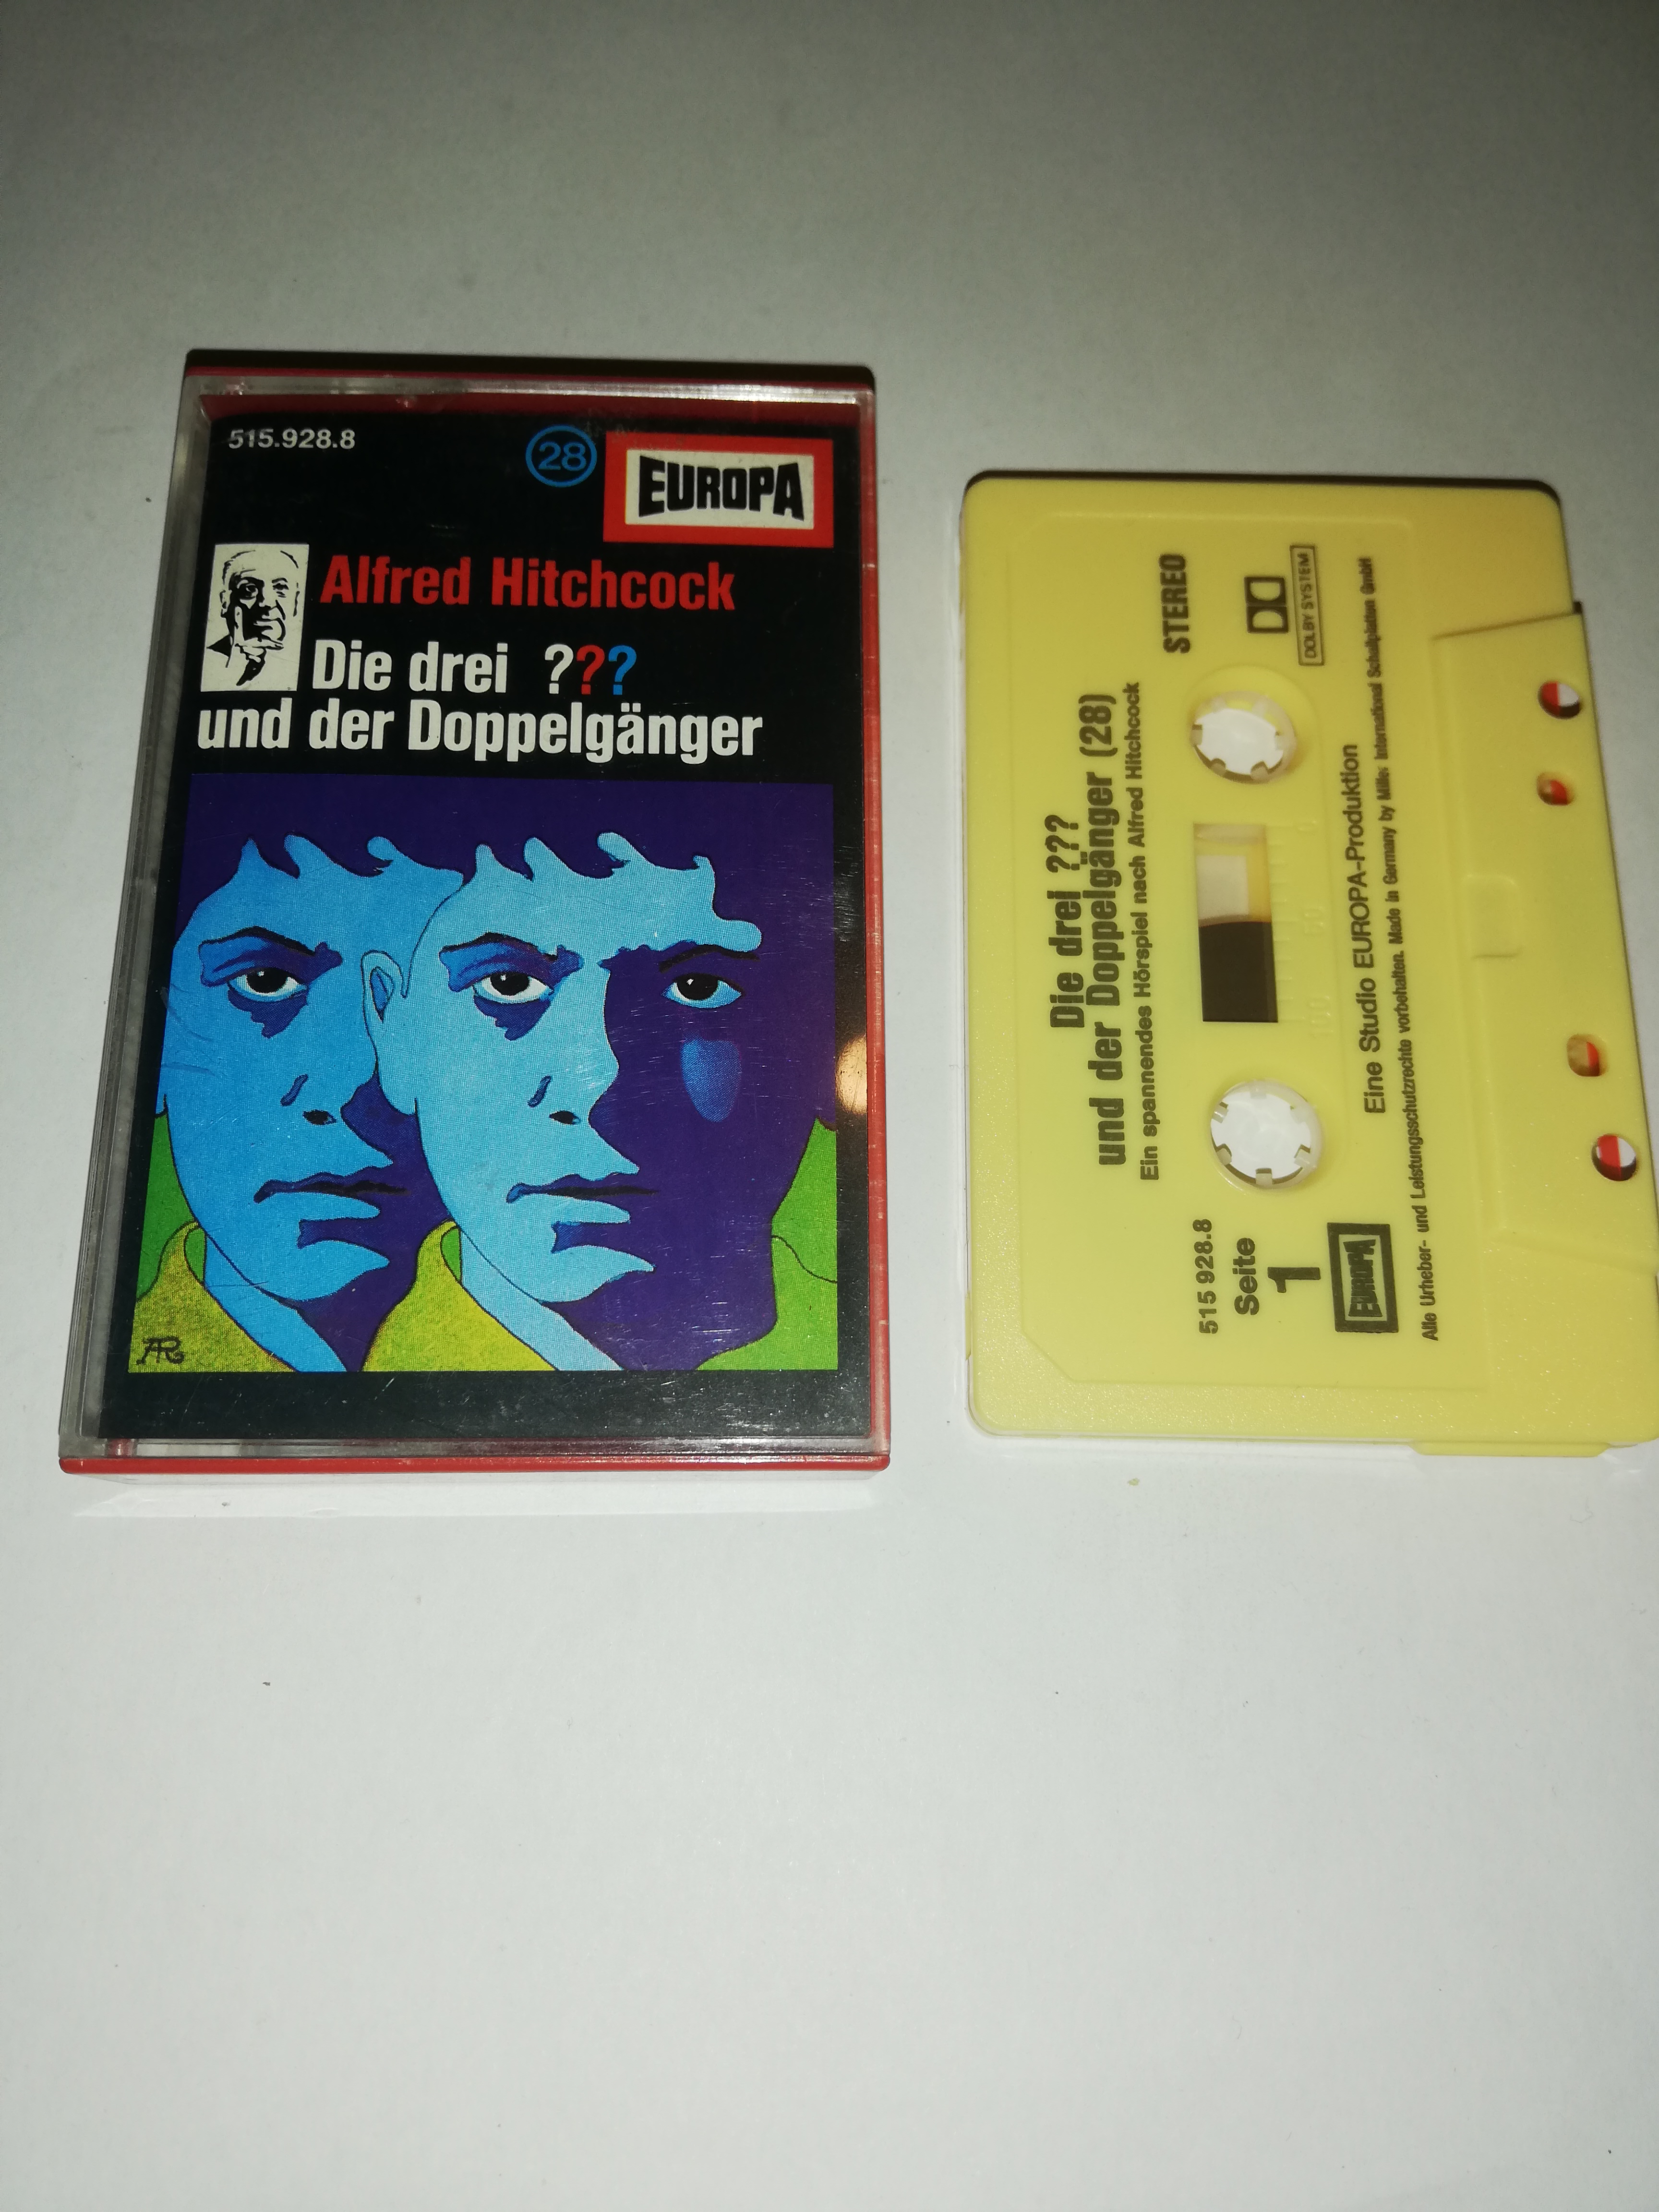 515.928.8
28
EUROPA
Alfred Hitchcock
Die drei ???
und der Doppelgänger
AR
Die drei ???
und der Doppelgänger (28)
Ein spannendes Hörspiel nach Alfred Hitchcock
515 928.8
Seite
1
STEREO
DOLBY SYSTEM
EUROPA
Eine Studio EUROPA-Produktion
Alle Urheber- und Leistungsschutzrechte vorbehalten. Made in Germany by Miller International Schallplatten GmbH